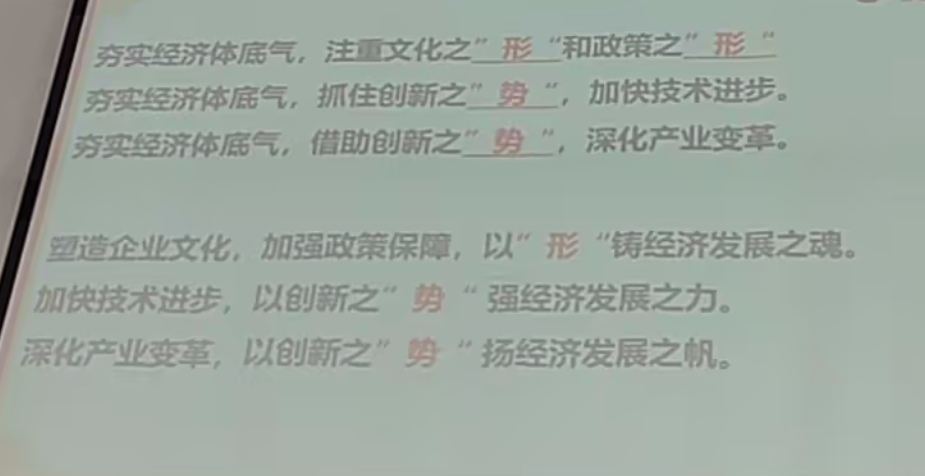 夯实经济体底气，注重文化之”形“和政策之”形“
夯实经济体底气，抓住创新之”势“，加快技术进步。
夯实经济体底气，借助创新之”势“，深化产业变革。
塑造企业文化，加强政策保障，以”形“铸经济发展之魂。
加快技术进步，以创新之”势“强经济发展之力。
深化产业变革，以创新之”势“扬经济发展之帆。